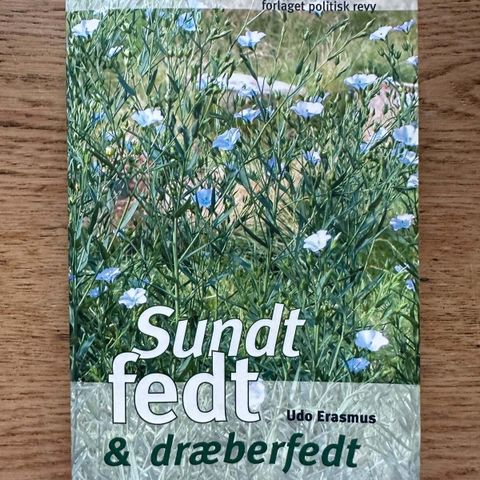 forlaget politisk revy
Sundt
fedt
Udo Erasmus
& dræberfedt